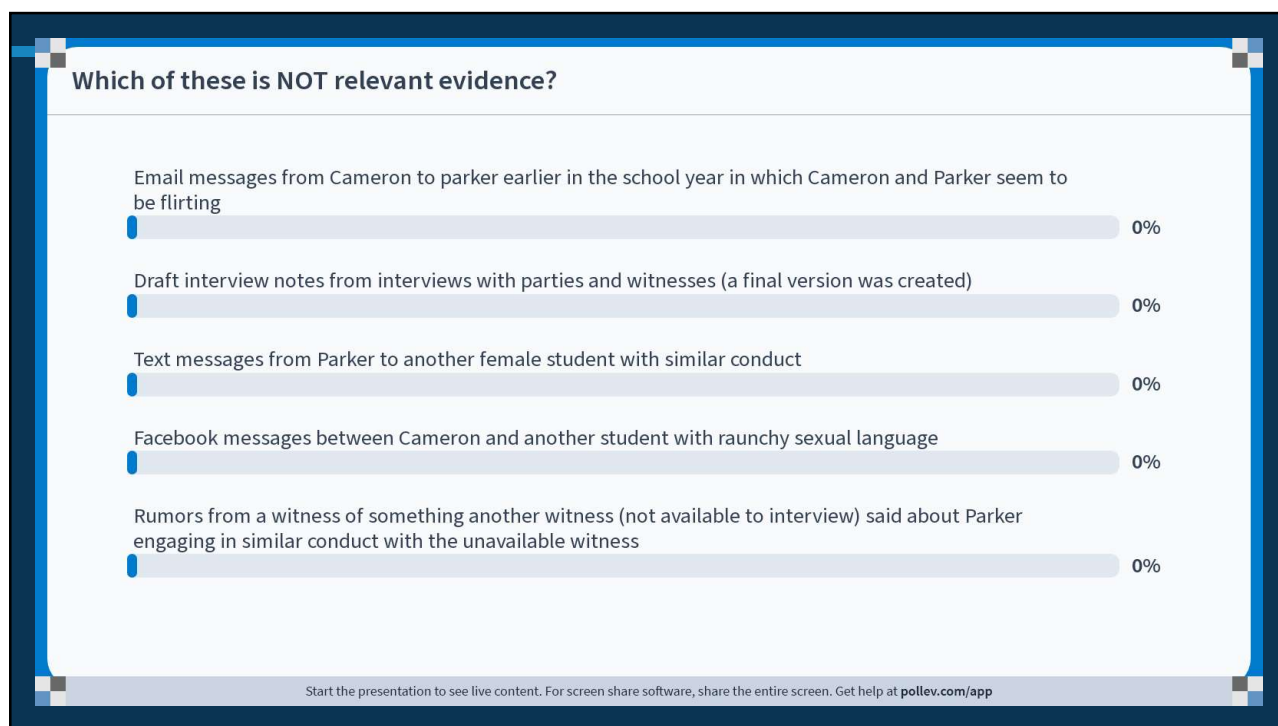 Which of these is NOT relevant evidence?
Email messages from Cameron to parker earlier in the school year in which Cameron and Parker seem to
be flirting
0%
Draft interview notes from interviews with parties and witnesses (a final version was created)
0%
Text messages from Parker to another female student with similar conduct
0%
Facebook messages between Cameron and another student with raunchy sexual language
0%
Rumors from a witness of something another witness (not available to interview) said about Parker
engaging in similar conduct with the unavailable witness
0%
Start the presentation to see live content. For screen share software, share the entire screen. Get help at pollev.com/app